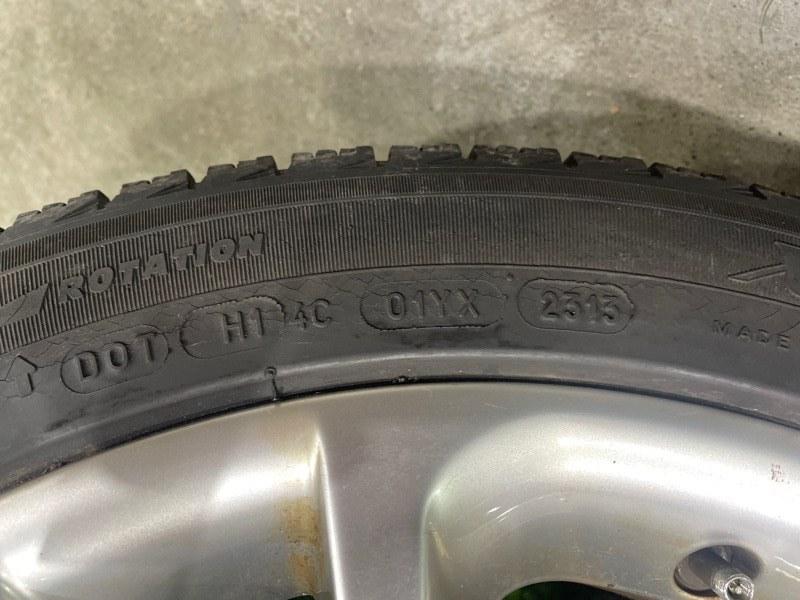 ROTATION
DOT H1 4C 01YX 2313
MADE